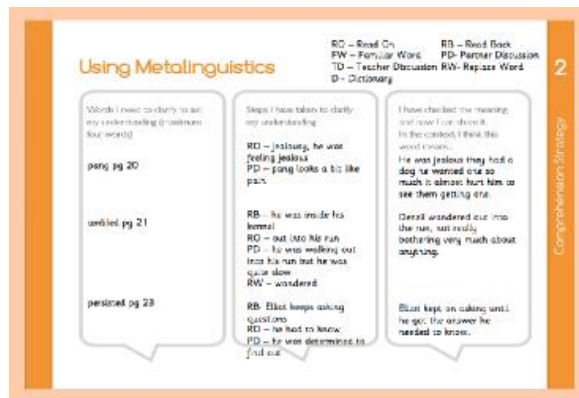 RO – Read On RB – Read Back
FW – Familiar Word PD- Partner Discussion
TD – Teacher Discussion RW- Replace Word
D – Dictionary
Using Metalinguistics
2
Comprehension Strategy
Words I need to clarify to aid
my understanding (maximum
four words)
pang pg 20
ambled pg 21
persisted pg 23
Steps I have taken to clarify
my understanding
RO – jealousy, he was
feeling jealous
PD – pang looks a bit like
pain
RB – he was inside his
kennel
RO – out into his run
PD – he was walking out
into his run but he was
quite slow
RW – wandered
RB- Elliot keeps asking
questions
RO – he had to know
PD – he was determined to
find out
I have checked the meaning
and now I can share it.
In the context, I think this
word means...
He was jealous they had a
dog he wanted one so
much it almost hurt him to
see them getting one.
Denzil wandered out into
the run, not really
bothering very much about
anything.
Elliot kept on asking until
he got the answer he
needed to know.